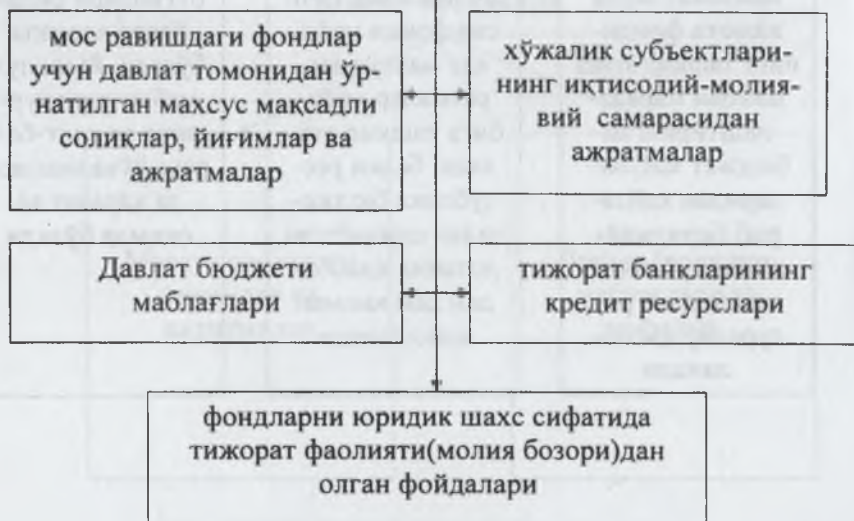 мос равишдаги фондлар
учун давлат томонидан ўр-
натилган махсус мақсадли
солиқлар, йиғимлар ва
ажратмалар
хўжалик субъектлари-
нинг иқтисодий-молия-
вий самарасидан
ажратмалар
Давлат бюджети
маблағлари
тижорат банкларининг
кредит ресурслари
фондларни юридик шахс сифатида
тижорат фаолияти(молия бозори)дан
олган фойдалари